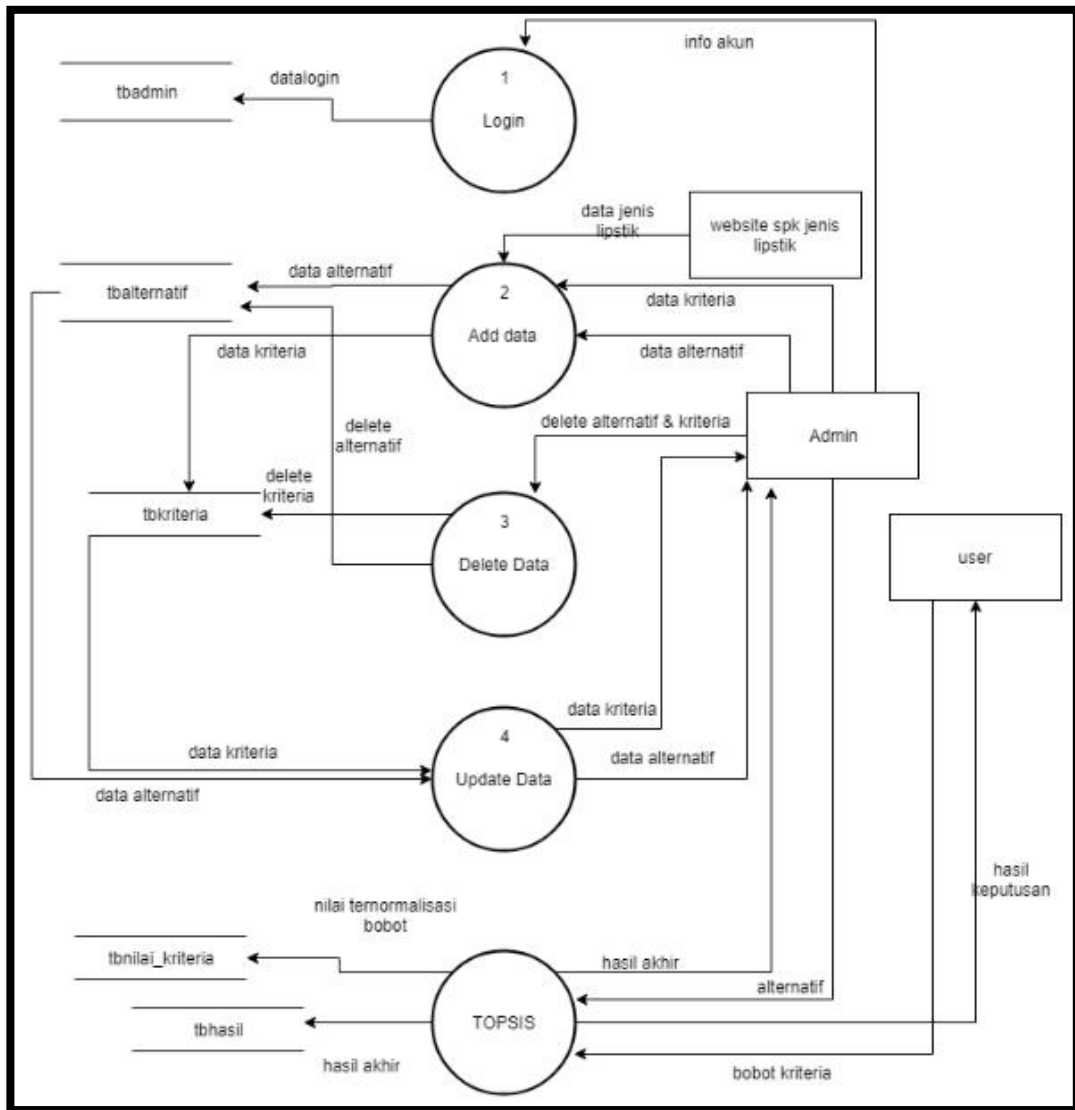 info akun
1
datalogin
tbadmin
Login
data jenis
lipstik
website spk jenis
lipstik
data alternatif
tbalternatif
2
data kriteria
Add data
data kriteria
data alternatif
delete alternatif & kriteria
Admin
delete
alternatif
delete
kriteria
tbkriteria
3
Delete Data
user
data kriteria
4
data kriteria
data alternatif
Update Data
data alternatif
hasil
keputusan
nilai ternormalisasi
bobot
tbnilai_kriteria
hasil akhir
alternatif
TOPSIS
tbhasil
hasil akhir
bobot kriteria